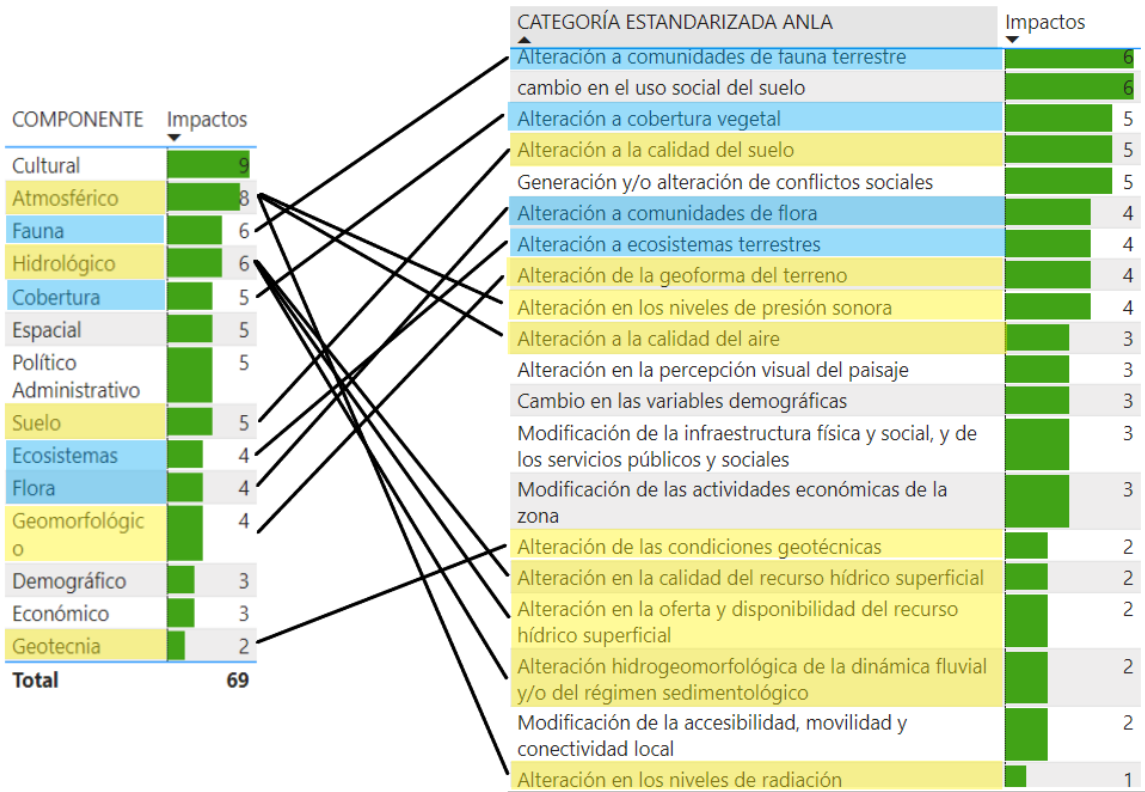 COMPONENTE Impactos
Cultural 9
Atmosférico 8
Fauna 6
Hidrológico 6
Cobertura 5
Espacial 5
Político 5
Administrativo
Suelo 5
Ecosistemas 4
Flora 4
Geomorfológic 4
o
Demográfico 3
Económico 3
Geotecnia 2
Total 69
CATEGORÍA ESTANDARIZADA ANLA Impactos
Alteración a comunidades de fauna terrestre 6
cambio en el uso social del suelo 6
Alteración a cobertura vegetal 5
Alteración a la calidad del suelo 5
Generación y/o alteración de conflictos sociales 5
Alteración a comunidades de flora 4
Alteración a ecosistemas terrestres 4
Alteración de la geoforma del terreno 4
Alteración en los niveles de presión sonora 4
Alteración a la calidad del aire 3
Alteración en la percepción visual del paisaje 3
Cambio en las variables demográficas 3
Modificación de la infraestructura física y social, y de 3
los servicios públicos y sociales
Modificación de las actividades económicas de la 3
zona
Alteración de las condiciones geotécnicas 2
Alteración en la calidad del recurso hídrico superficial 2
Alteración en la oferta y disponibilidad del recurso 2
hídrico superficial
Alteración hidrogeomorfológica de la dinámica fluvial 2
y/o del régimen sedimentológico
Modificación de la accesibilidad, movilidad y 2
conectividad local
Alteración en los niveles de radiación 1